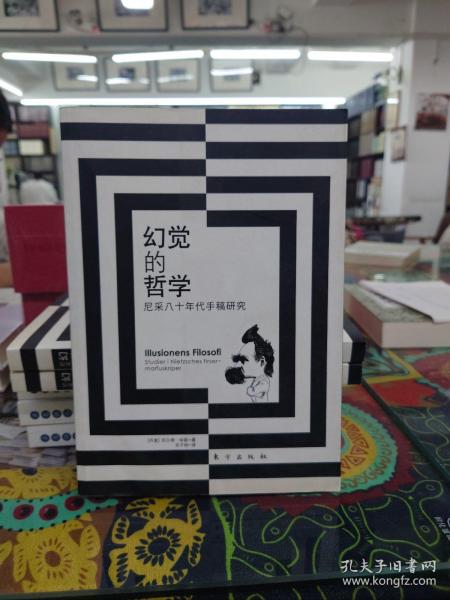 幻觉
的
哲学
尼采八十年代手稿研究
Illusionens Filosofi
Studier i Nietzsches firser-
manuskripter
东方出版社
孔夫子旧书网
www.kongfz.com